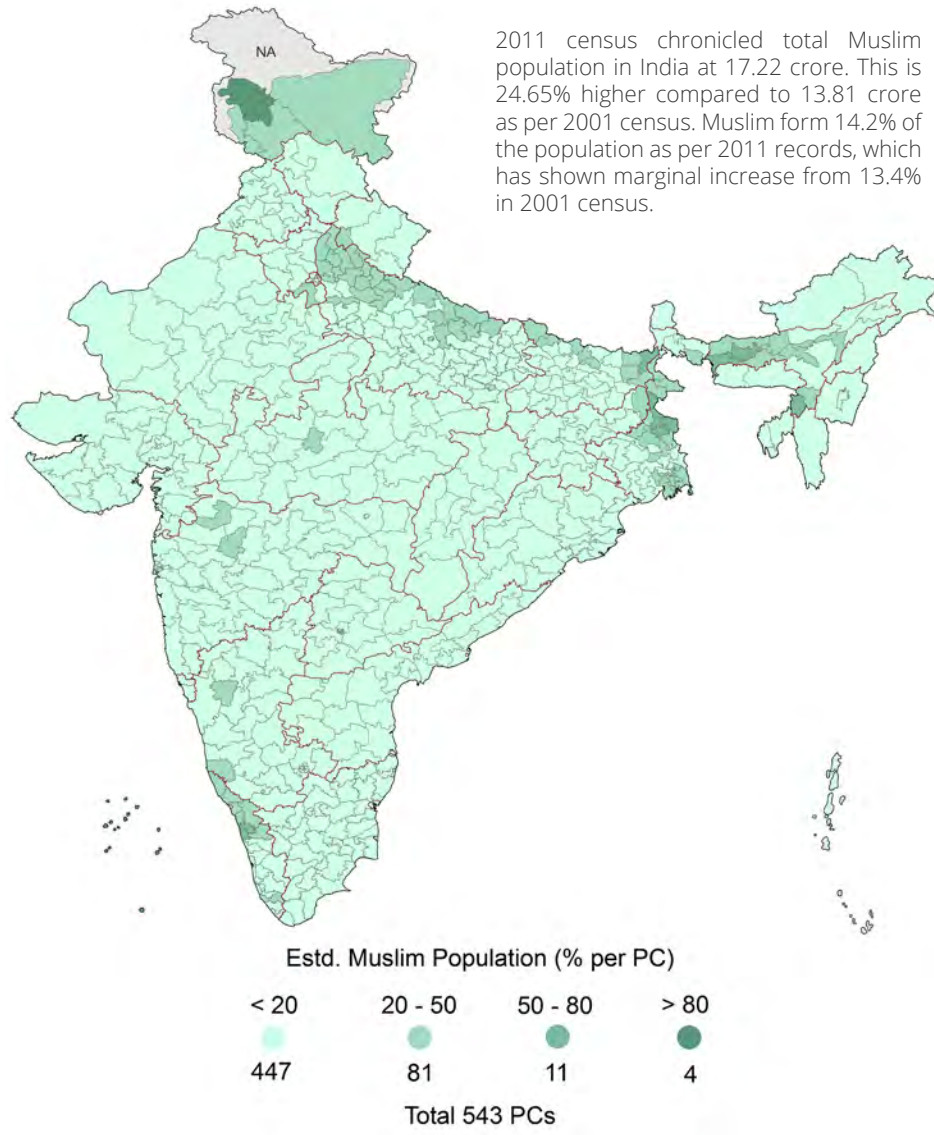 NA
2011 census chronicled total Muslim
population in India at 17.22 crore. This is
24.65% higher compared to 13.81 crore
as per 2001 census. Muslim form 14.2% of
the population as per 2011 records, which
has shown marginal increase from 13.4%
in 2001 census.
Estd. Muslim Population (% per PC)
< 20 20 - 50 50 - 80 > 80
447 81 11 4
Total 543 PCs